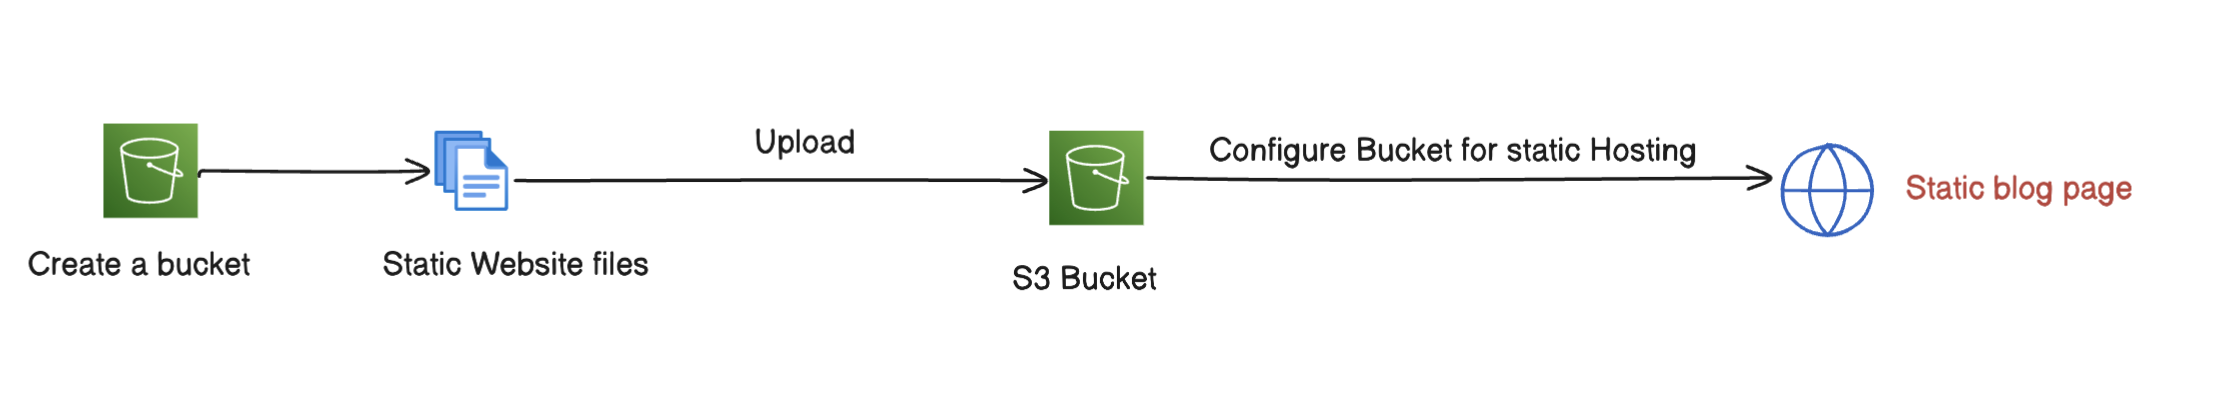 Create a bucket
Static Website files
Upload
S3 Bucket
Configure Bucket for static Hosting
Static blog page